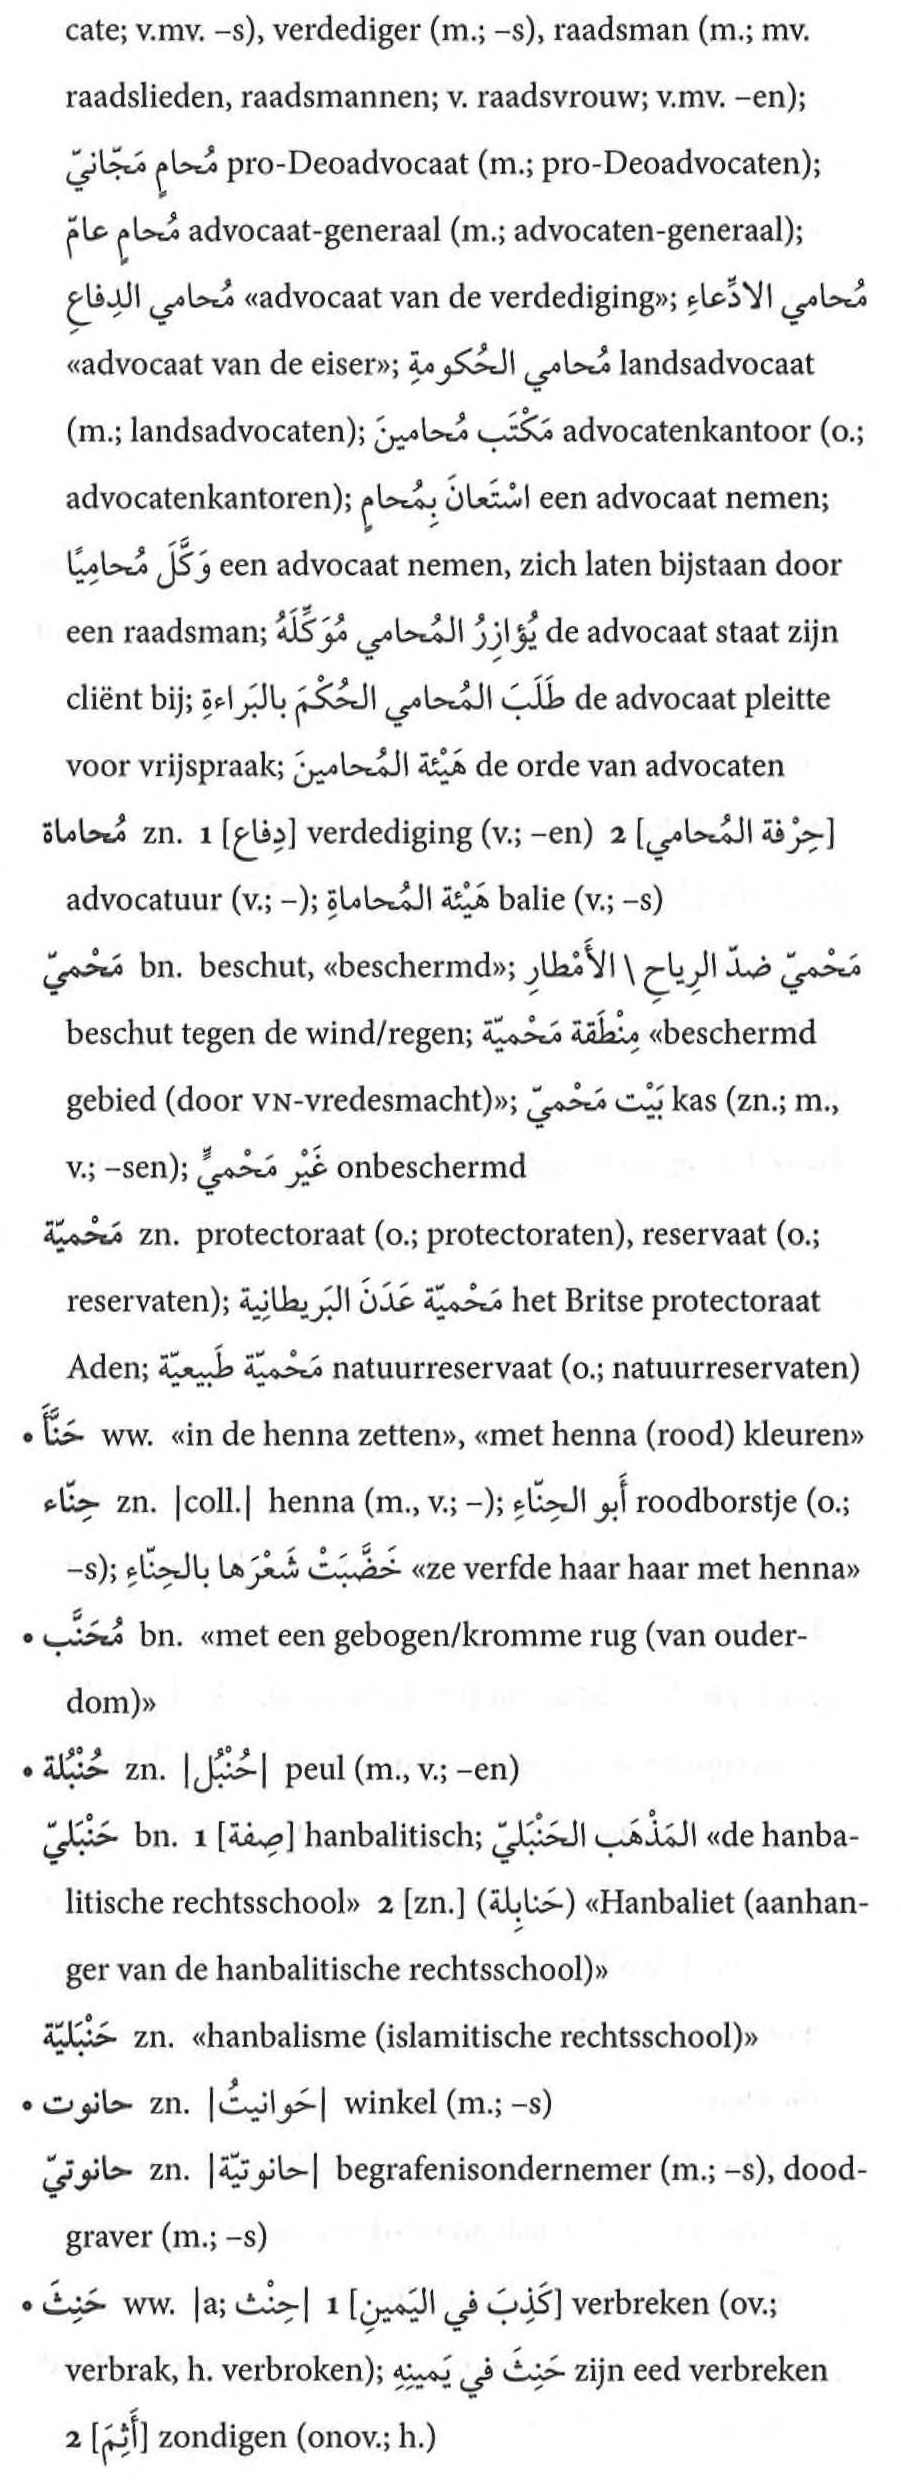 cate; v.mv. –s), verdediger (m.; –s), raadsman (m.; mv.
raadslieden, raadsmannen; v. raadsvrouw; v.mv. –en);
مُحامٍ مَجّانيّ pro-Deoadvocaat (m.; pro-Deoadvocaten);
مُحامٍ عامّ advocaat-generaal (m.; advocaten-generaal);
مُحامي الدِفاعِ «advocaat van de verdediging»; مُحامي الادِّعاءِ
«advocaat van de eiser»; مُحامي الحُكومةِ landsadvocaat
(m.; landsadvocaten); مَكْتَب مُحامينَ advocatenkantoor (o.;
advocatenkantoren); اسْتَعانَ بِمُحامٍ een advocaat nemen;
وَكَّلَ مُحامِيًا een advocaat nemen, zich laten bijstaan door
een raadsman; يُؤازِرُ المُحامي مُوَكِّلَهُ de advocaat staat zijn
cliënt bij; طَلَبَ المُحامي الحُكْمَ بالبَراءةِ de advocaat pleitte
voor vrijspraak; هَيْئة المُحامينَ de orde van advocaten
مُحاماة zn. 1 [دِفاع] verdediging (v.; –en) 2 [حِرْفة المُحامي]
advocatuur (v.; –); هَيْئة المُحاماةِ balie (v.; –s)
مَحْميّ bn. beschut, «beschermd»; مَحْميّ ضدّ الرِياحِ \ الأَمْطارِ
beschut tegen de wind/regen; مِنْطَقة مَحْميّة «beschermd
gebied (door VN-vredesmacht)»; بَيْت مَحْميّ kas (zn.; m.,
v.; –sen); غَيْر مَحْميٍّ onbeschermd
مَحْميّة zn. protectoraat (o.; protectoraten), reservaat (o.;
reservaten); مَحْميّة عَدَنَ البَريطانِية het Britse protectoraat
Aden; مَحْميّة طَبيعيّة natuurreservaat (o.; natuurreservaten)
• حَنَّأَ ww. «in de henna zetten», «met henna (rood) kleuren»
حِنّاء zn. |coll.| henna (m., v.; –); أَبو الحِنّاءِ roodborstje (o.;
–s); خَضَّبَتْ شَعْرَها بالحِنّاءِ «ze verfde haar haar met henna»
• مُحَنَّب bn. «met een gebogen/kromme rug (van ouder-
dom)»
• حُنْبُلة zn. |حُنْبُل| peul (m., v.; –en)
حَنْبَليّ bn. 1 [صِفة] hanbalitisch; المَذْهَب الحَنْبَليّ «de hanba-
litische rechtsschool» 2 [zn.] (حَنابِلة) «Hanbaliet (aanhan-
ger van de hanbalitische rechtsschool)»
حَنْبَليّة zn. «hanbalisme (islamitische rechtsschool)»
• حانوت zn. |حَوانيتُ| winkel (m.; –s)
حانوتيّ zn. |حانوتيّة| begrafenisondernemer (m.; –s), dood-
graver (m.; –s)
• حَنِثَ ww. |a; حِنْث| 1 [كَذِبَ في اليَمينِ] verbreken (ov.;
verbrak, h. verbroken); حَنِثَ في يَمينِهِ zijn eed verbreken
2 [أَثِمَ] zondigen (onov.; h.)